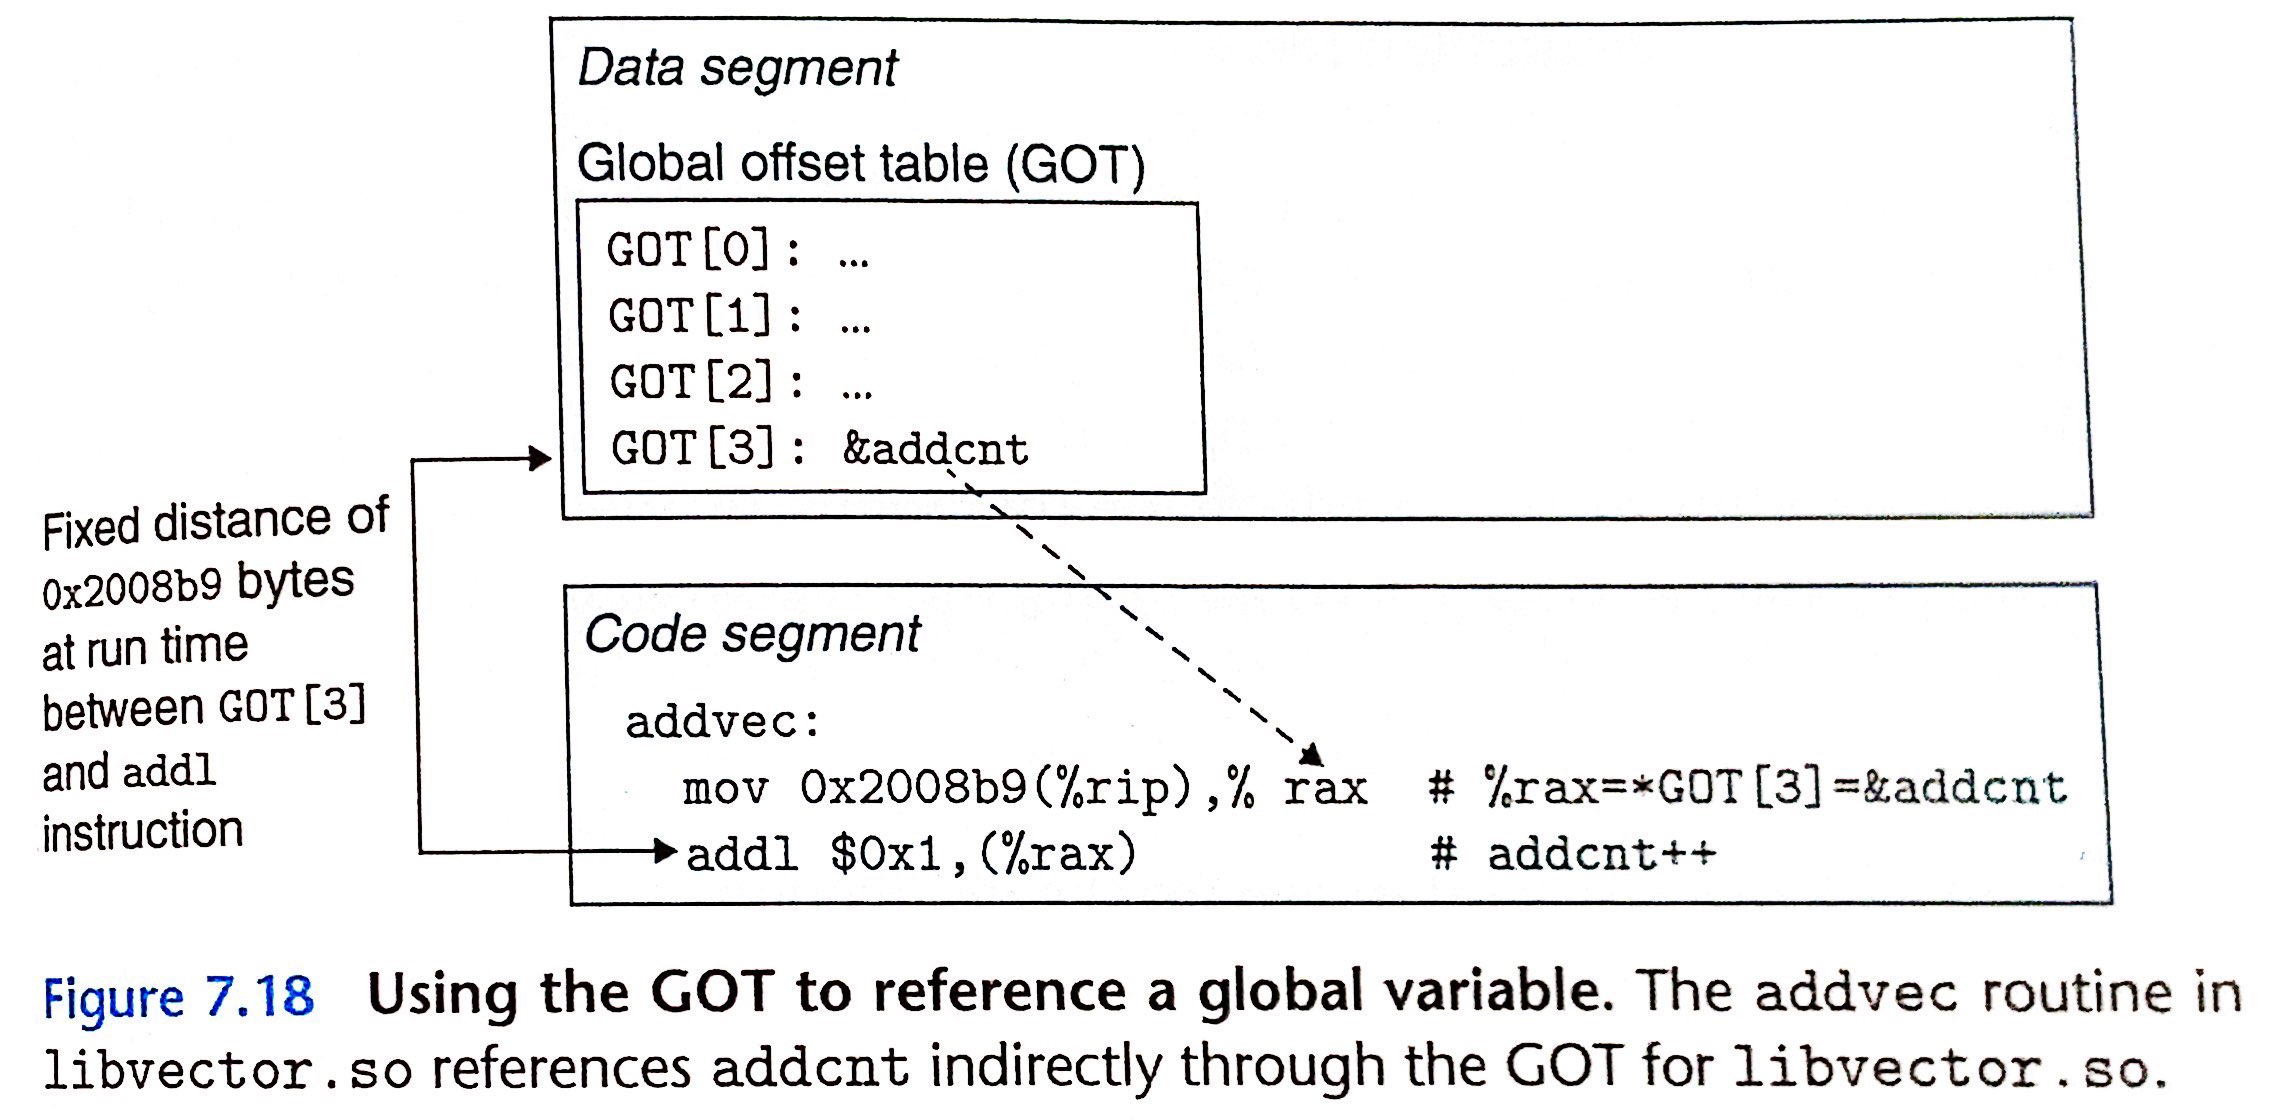 Data segment
Global offset table (GOT)
GOT[0]: ...
GOT[1]: ...
GOT[2]: ...
GOT[3]: &addcnt
Fixed distance of
0x2008b9 bytes
at run time
between GOT[3]
and addl
instruction
Code segment
addvec:
mov 0x2008b9(%rip),% rax # %rax=*GOT[3]=&addcnt
addl $0x1,(%rax) # addcnt++
Figure 7.18 Using the GOT to reference a global variable. The addvec routine in
libvector.so references addcnt indirectly through the GOT for libvector.so.